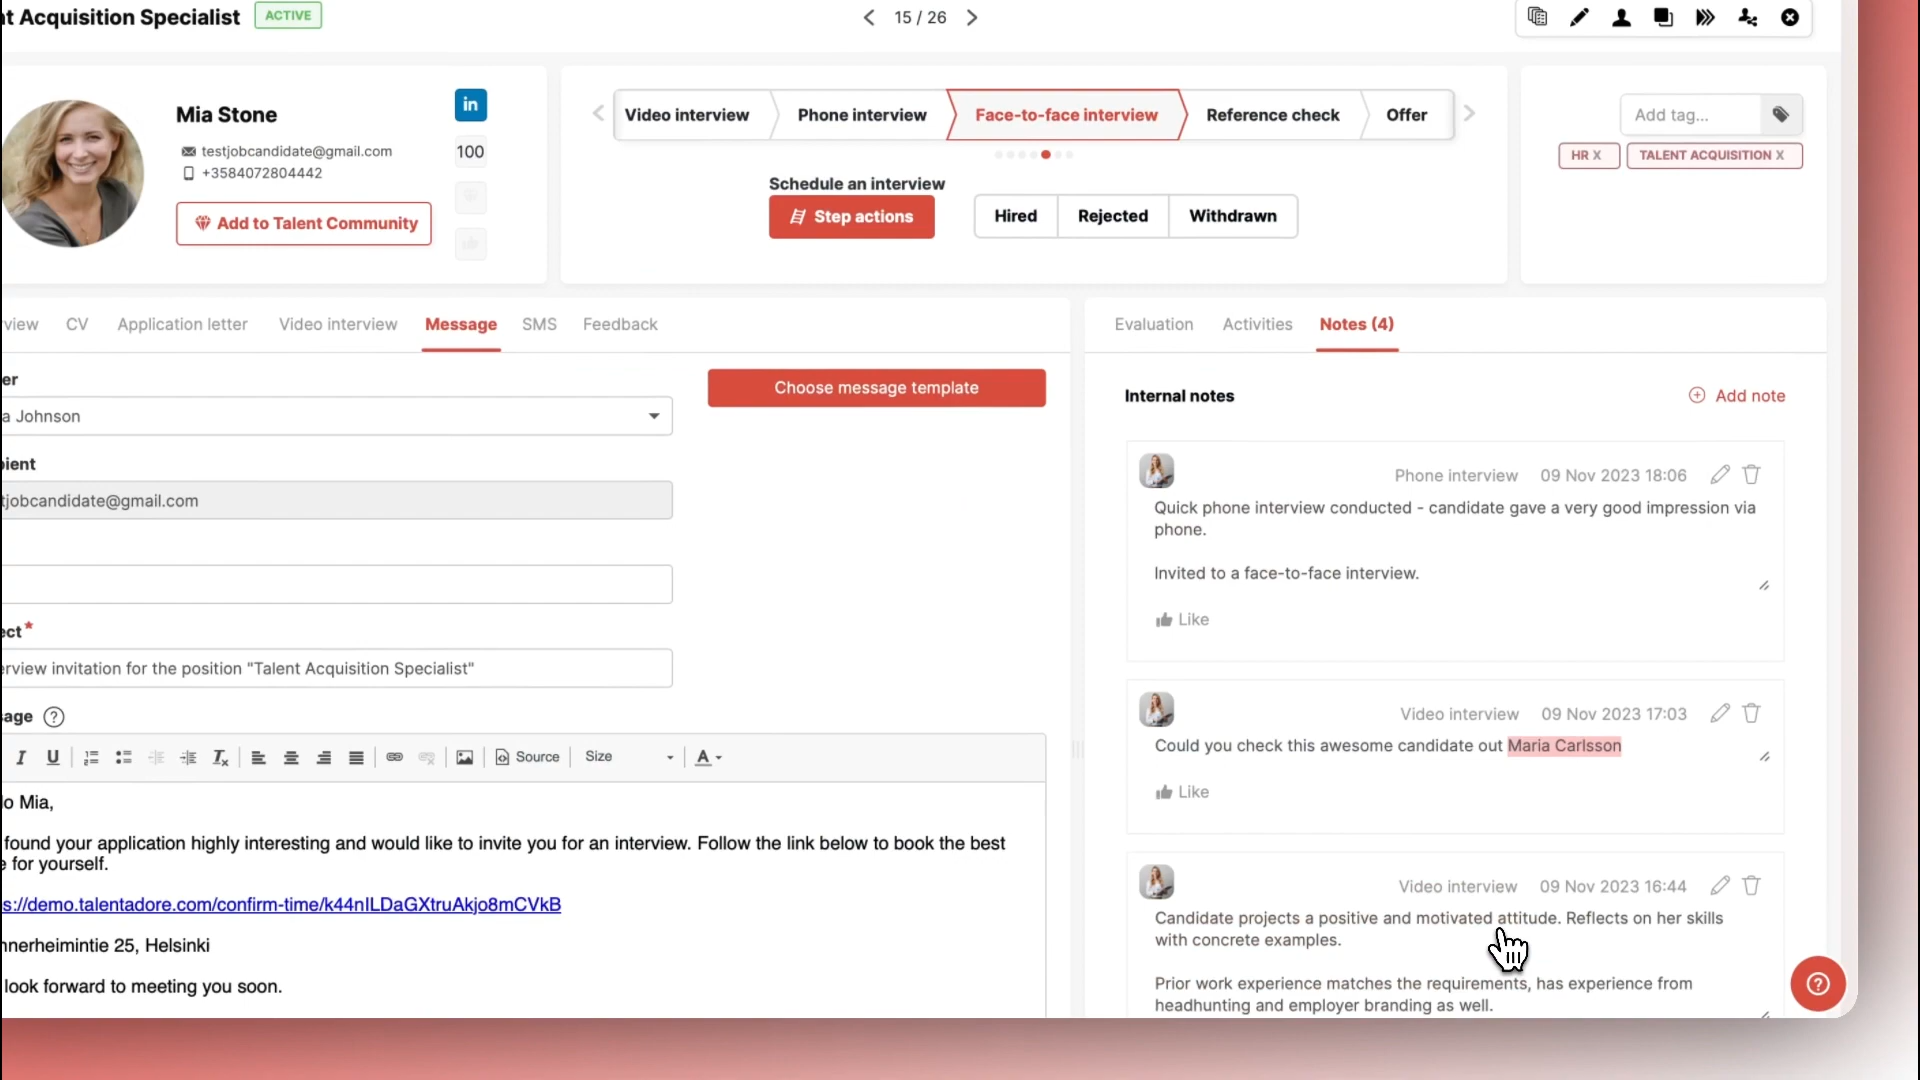 t Acquisition Specialist
ACTIVE
15 / 26
Mia Stone
testjobcandidate@gmail.com
+3584072804442
Add to Talent Community
in
100
Video interview
Phone interview
Face-to-face interview
Reference check
Offer
Schedule an interview
Step actions
Hired
Rejected
Withdrawn
Add tag...
HR X
TALENT ACQUISITION X
view
CV
Application letter
Video interview
Message
SMS
Feedback
er
a Johnson
Choose message template
ient
tjobcandidate@gmail.com
ect*
erview invitation for the position "Talent Acquisition Specialist"
age ?
I
U
Source
Size
A
lo Mia,
found your application highly interesting and would like to invite you for an interview. Follow the link below to book the best
e for yourself.
s://demo.talentadore.com/confirm-time/k44nILDaGXtruAkjo8mCVkB
nnerheimintie 25, Helsinki
look forward to meeting you soon.
Evaluation
Activities
Notes (4)
Internal notes
Add note
Phone interview 09 Nov 2023 18:06
Quick phone interview conducted - candidate gave a very good impression via
phone.
Invited to a face-to-face interview.
Like
Video interview 09 Nov 2023 17:03
Could you check this awesome candidate out Maria Carlsson
Like
Video interview 09 Nov 2023 16:44
Candidate projects a positive and motivated attitude. Reflects on her skills
with concrete examples.
Prior work experience matches the requirements, has experience from
headhunting and employer branding as well.
?